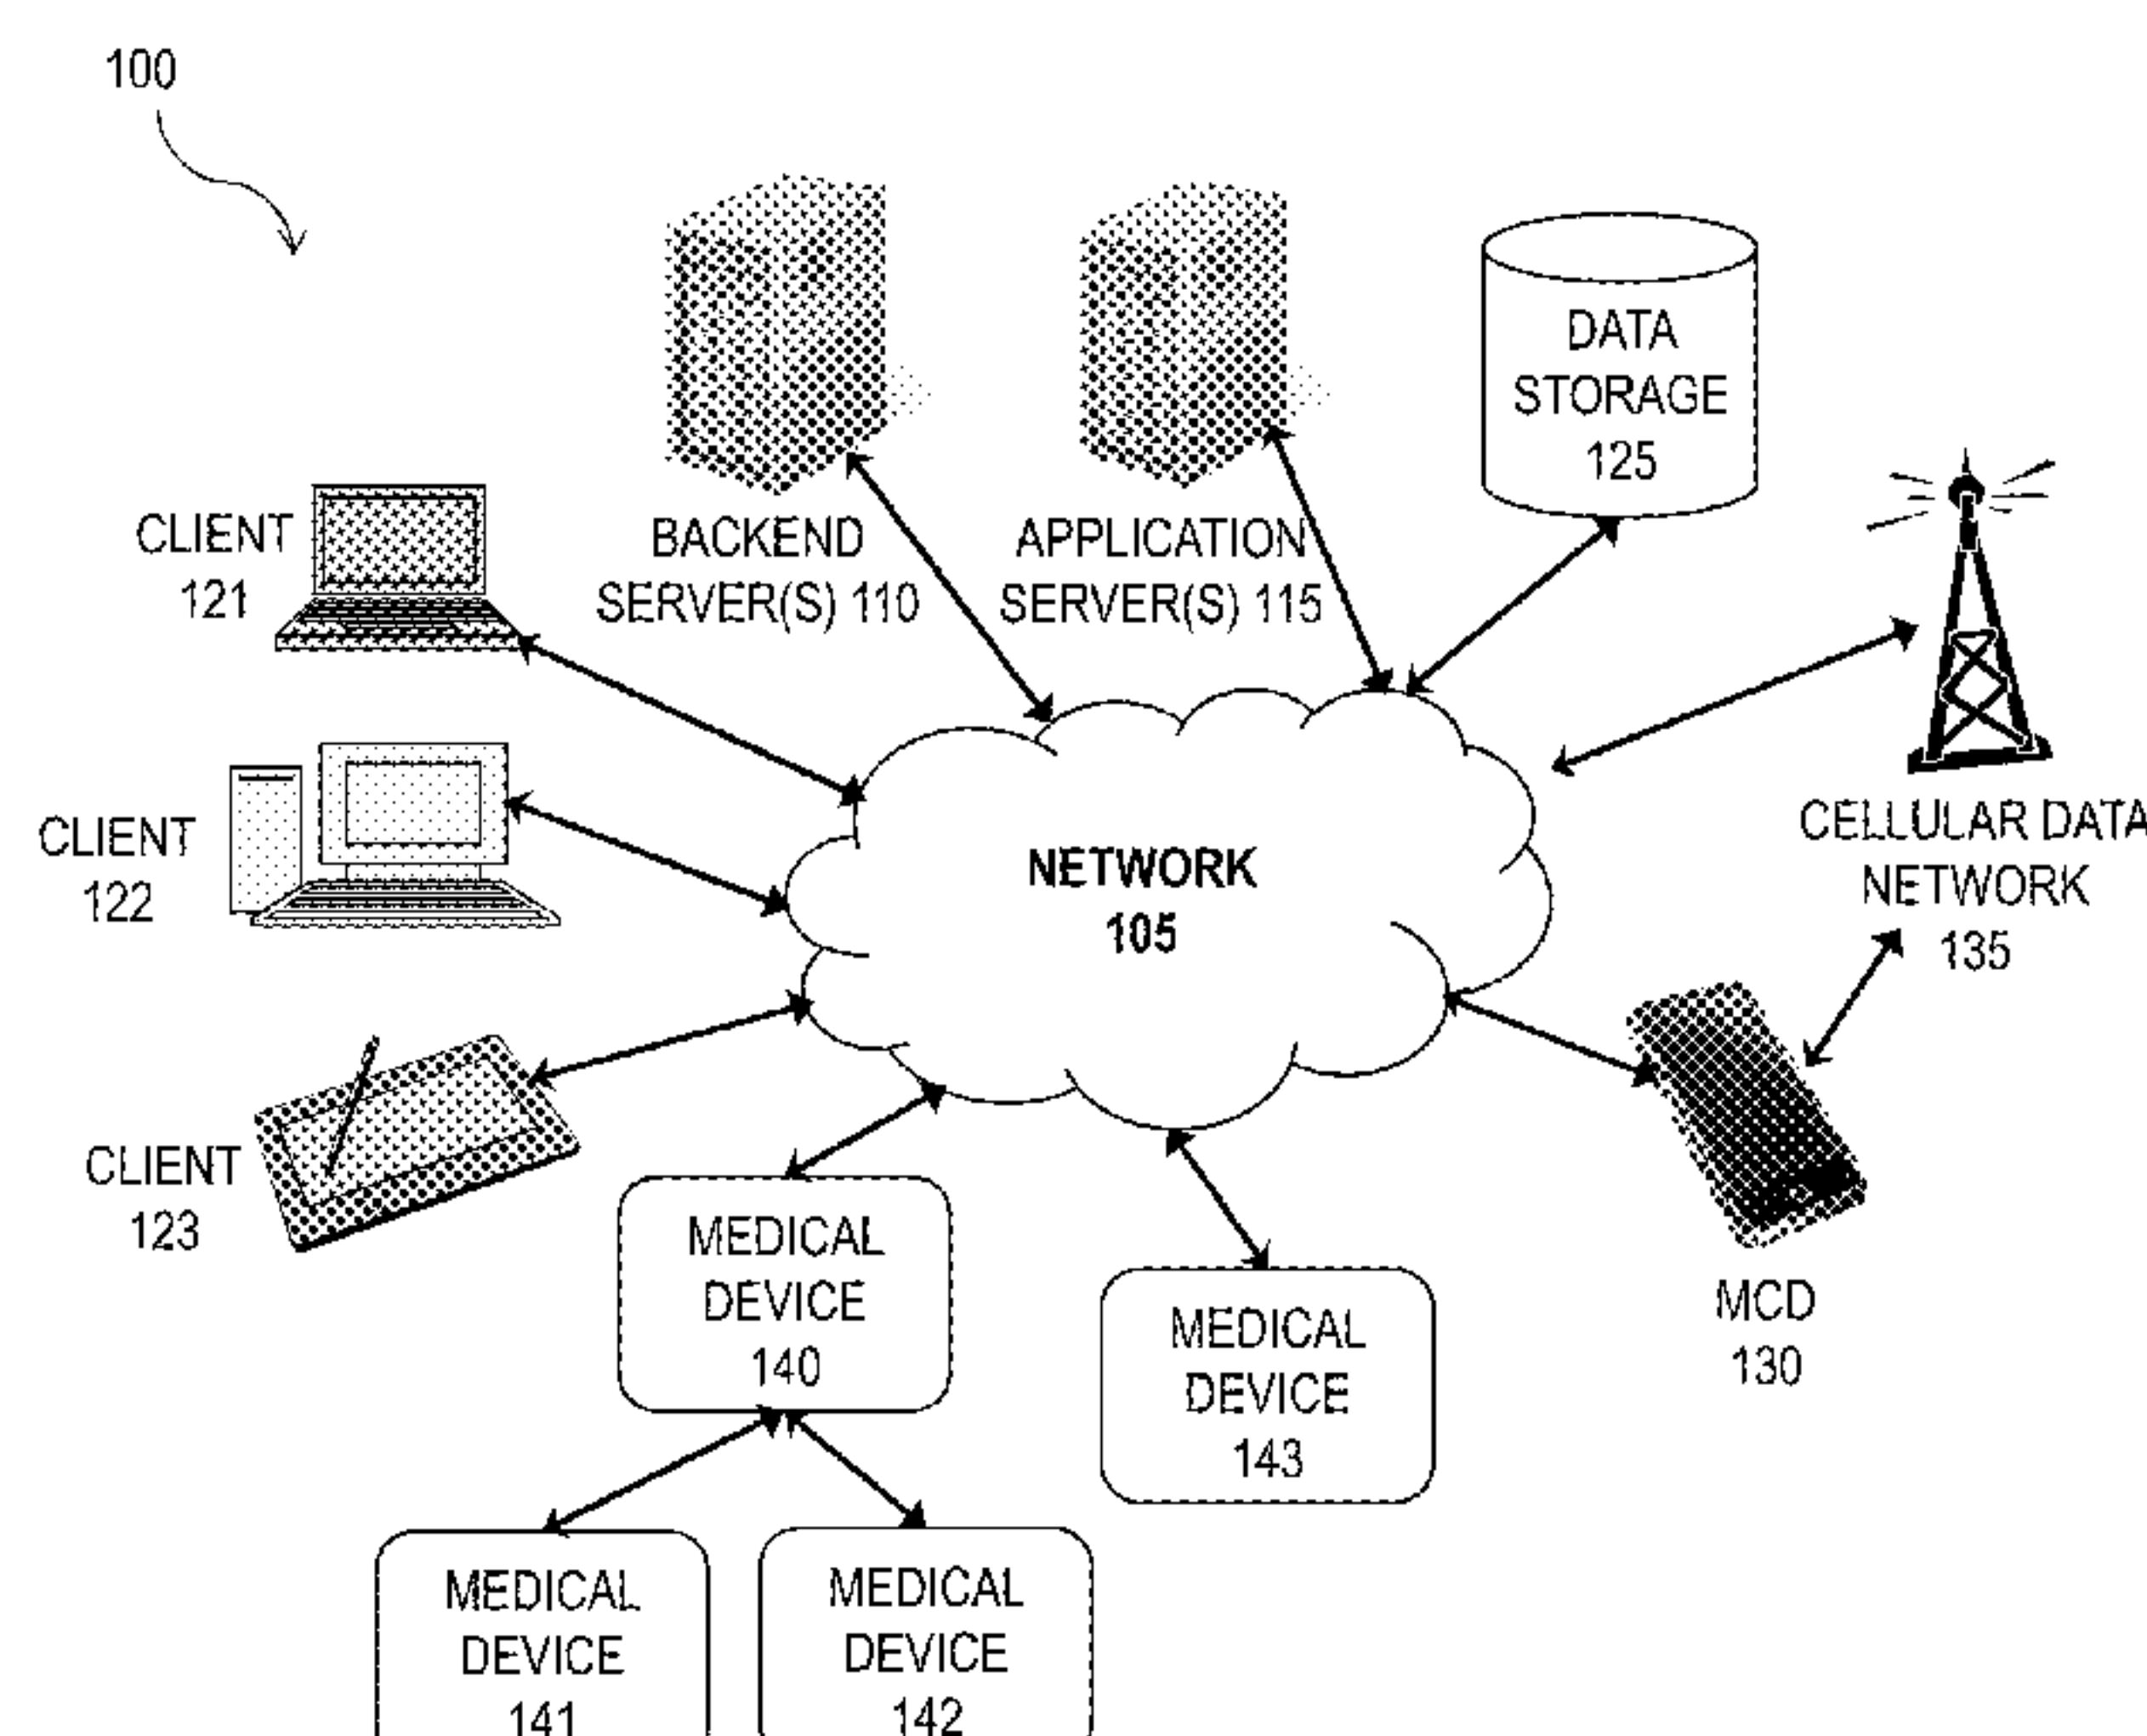 100
DATA
STORAGE
125
CLIENT
121
BACKEND
SERVER(S) 110
APPLICATION
SERVER(S) 115
CLIENT
122
NETWORK
105
CELLULAR DATA
NETWORK
135
CLIENT
123
MEDICAL
DEVICE
140
MEDICAL
DEVICE
143
MCD
130
MEDICAL
DEVICE
141
MEDICAL
DEVICE
142